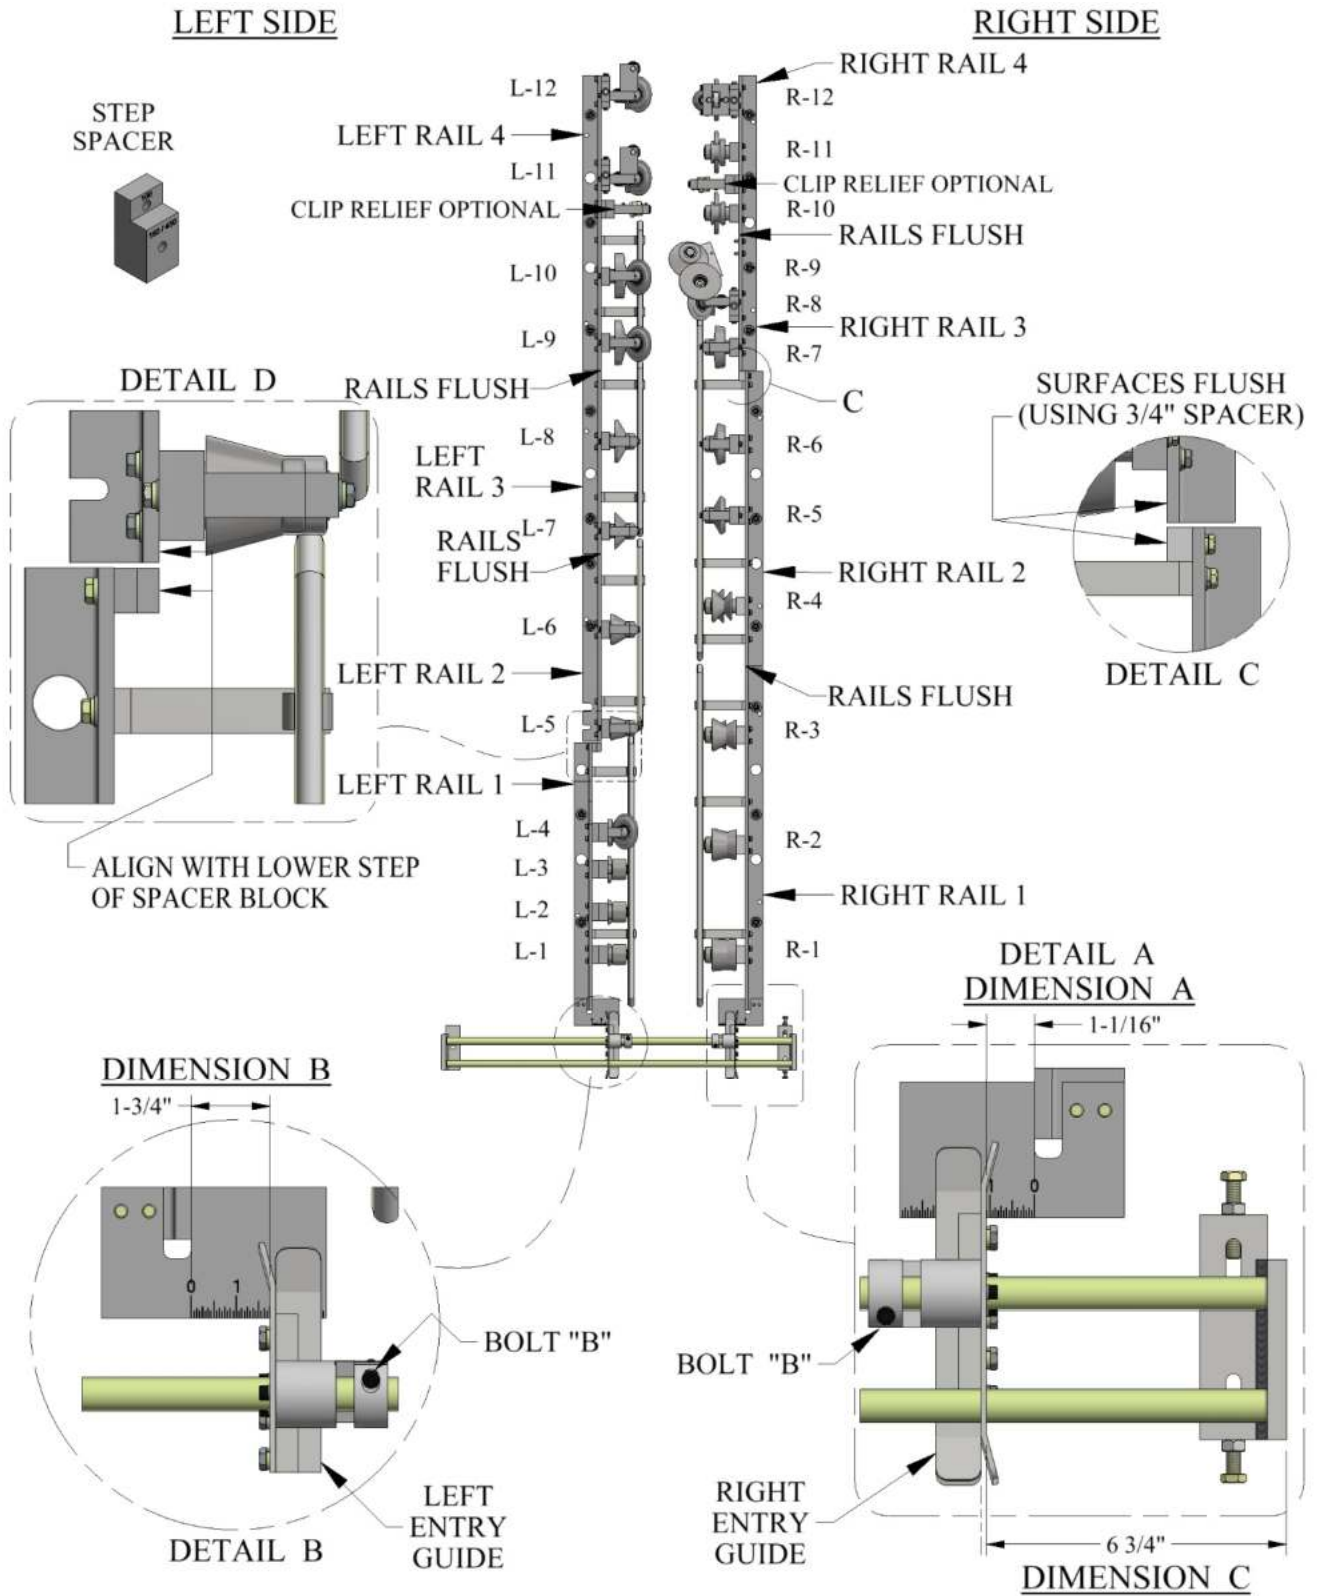 LEFT SIDE
RIGHT SIDE
STEP
SPACER
L-12
LEFT RAIL 4
L-11
CLIP RELIEF OPTIONAL
L-10
L-9
RAILS FLUSH
L-8
LEFT
RAIL 3
L-7
RAILS
FLUSH
L-6
LEFT RAIL 2
L-5
LEFT RAIL 1
L-4
L-3
L-2
L-1
RIGHT RAIL 4
R-12
R-11
CLIP RELIEF OPTIONAL
R-10
RAILS FLUSH
R-9
R-8
RIGHT RAIL 3
R-7
C
R-6
R-5
RIGHT RAIL 2
R-4
RAILS FLUSH
R-3
R-2
RIGHT RAIL 1
R-1
DETAIL D
ALIGN WITH LOWER STEP
OF SPACER BLOCK
SURFACES FLUSH
(USING 3/4" SPACER)
DETAIL C
DETAIL A
DIMENSION A
1-1/16"
1 0
BOLT "B"
RIGHT
ENTRY
GUIDE
6 3/4"
DIMENSION C
DIMENSION B
1-3/4"
0 1
BOLT "B"
LEFT
ENTRY
GUIDE
DETAIL B